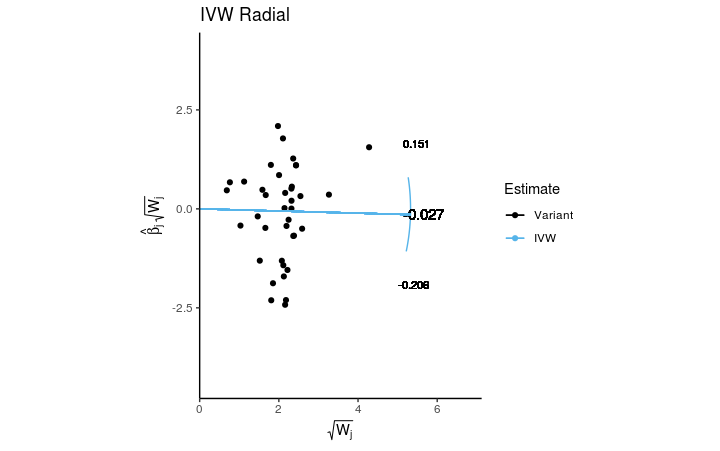 IVW Radial
2.5
0.0
-2.5
β̂ⱼ√Wⱼ
0.151
-0.027
-0.206
0
2
4
6
√Wⱼ
Estimate
Variant
IVW